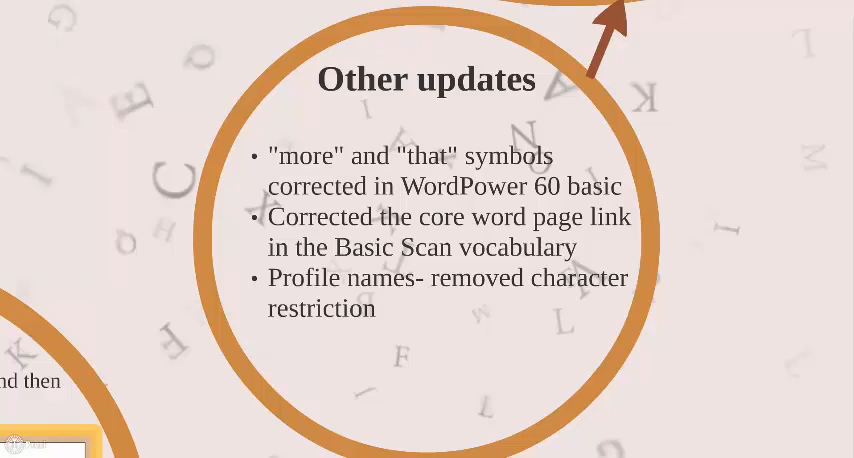 Other updates
• "more" and "that" symbols
corrected in WordPower 60 basic
• Corrected the core word page link
in the Basic Scan vocabulary
• Profile names- removed character
restriction
nd then